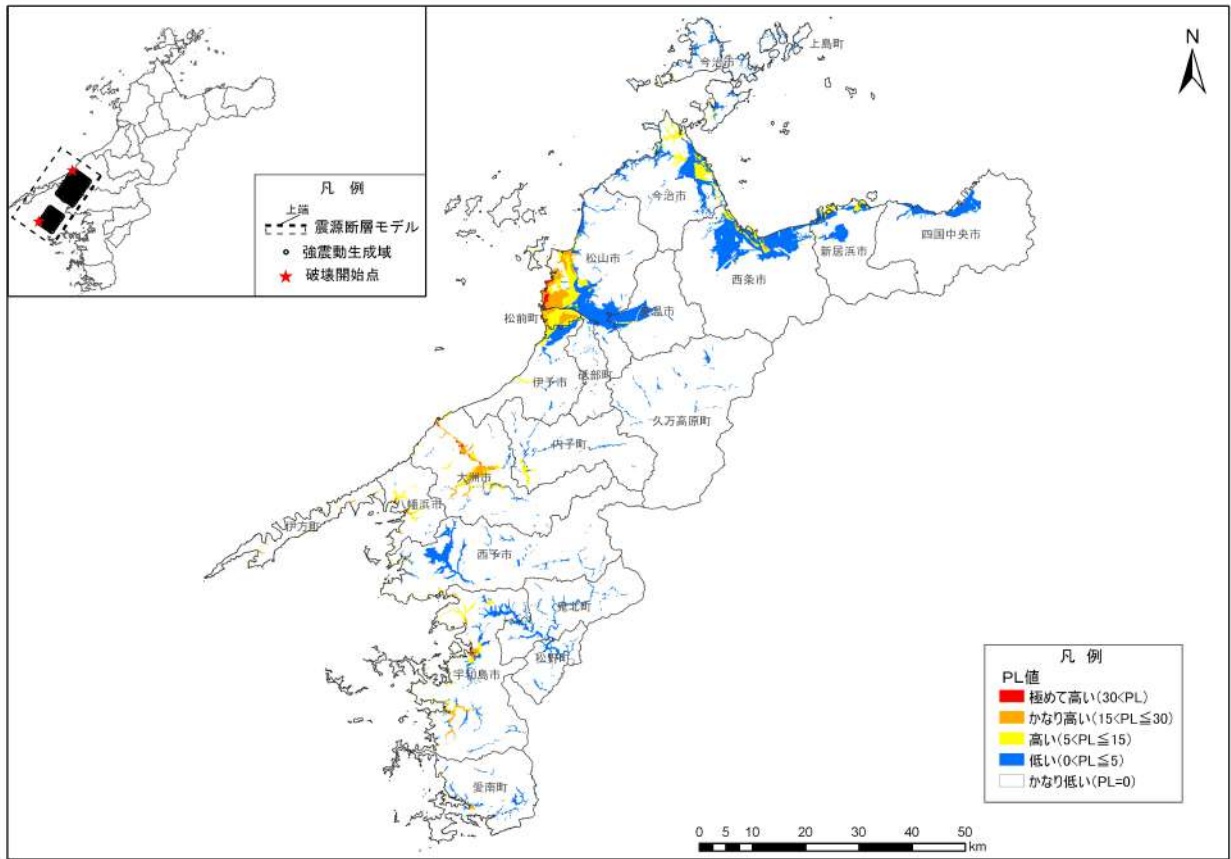 凡 例
上端
震源断層モデル
強震動生成域
破壊開始点
上島町
今治市
N
今治市
四国中央市
新居浜市
西条市
松山市
松前町
伊予市
砥部町
久万高原町
内子町
大洲市
八幡浜市
伊方町
西予市
鬼北町
松野町
宇和島市
愛南町
凡 例
PL値
極めて高い(30<PL)
かなり高い(15<PL≦30)
高い(5<PL≦15)
低い(0<PL≦5)
かなり低い(PL=0)
0 5 10 20 30 40 50
km